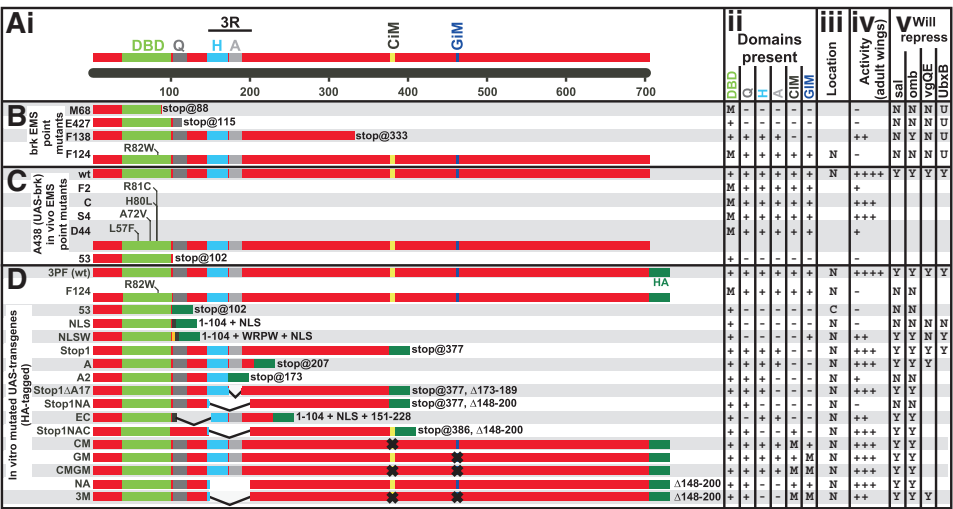 Ai
3R
DBD Q H A CiM GiM
100 200 300 400 500 600 700
ii iii iv v
Domains present
Location
Activity (adult wings)
Will repress
DBD Q H A CiM GiM
sal omb vgQE UbxB
B
brk EMS point mutants
M68 stop@88 M - - - - - - N N N U
E427 stop@115 + - - - - - - N N N U
F138 stop@333 + + + + - - ++ N Y N U
R82W
F124 M + + + + + N - N N N U
C
A438 (UAS-brk) in vivo EMS point mutants
wt + + + + + + N ++++ Y Y Y Y
F2 R81C M + + + + + +
C H80L M + + + + + +++
S4 A72V M + + + + + +++
D44 L57F M + + + + + +
53 stop@102 + - - - - - -
D
In vitro mutated UAS-transgenes (HA-tagged)
3PF (wt) + + + + + + N ++++ Y Y Y Y
HA
R82W
F124 M + + + + + N - N N
53 stop@102 + - - - - - C - N N
NLS 1-104 + NLS + - - - - - N - N N N N
NLSW 1-104 + WRPW + NLS + - - - - + N ++ Y Y N Y
Stop1 stop@377 + + + + - - N +++ Y Y Y Y
A stop@207 + + + + - - N +++ Y Y Y
A2 stop@173 + + + - - - N + N N
Stop1ΔA17 stop@377, Δ173-189 + + + - - - N +++ Y Y
Stop1NA stop@377, Δ148-200 + + - - - - N - N N
EC 1-104 + NLS + 151-228 + - + + - - N ++ Y Y
Stop1NAC stop@386, Δ148-200 + + - - + - N +++ Y Y
CM + + + + M + N +++ Y Y
GM + + + + + M N +++ Y Y
CMGM + + + + M M N +++ Y Y
NA Δ148-200 + + - - + + N +++ Y Y
3M Δ148-200 + + - - M M N ++ Y Y Y